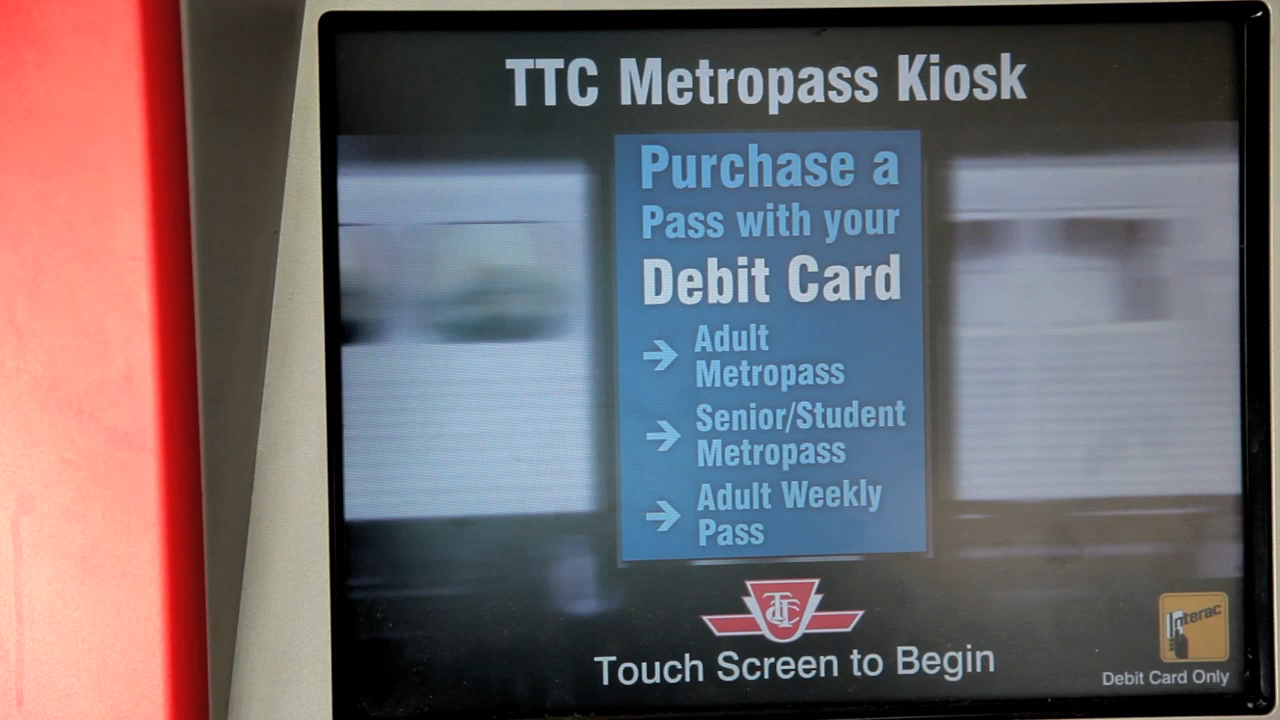 TTC Metropass Kiosk
Purchase a
Pass with your
Debit Card
Adult
Metropass
Senior/Student
Metropass
Adult Weekly
Pass
TTC
Touch Screen to Begin
Interac
Debit Card Only